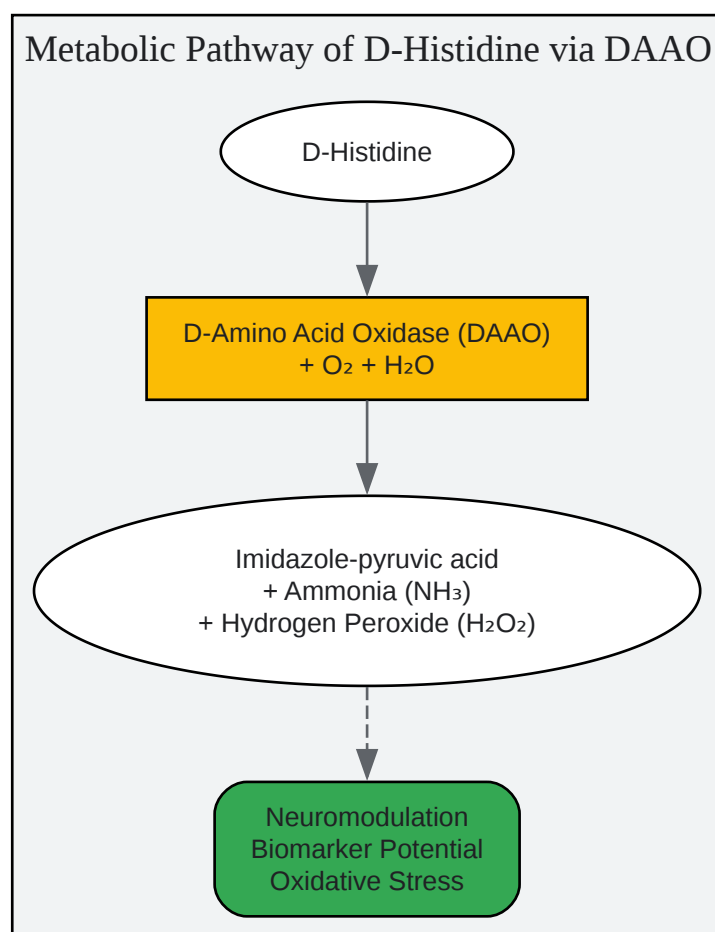 Metabolic Pathway of D-Histidine via DAAO
D-Histidine
D-Amino Acid Oxidase (DAAO)
+ O₂ + H₂O
Imidazole-pyruvic acid
+ Ammonia (NH₃)
+ Hydrogen Peroxide (H₂O₂)
Neuromodulation
Biomarker Potential
Oxidative Stress